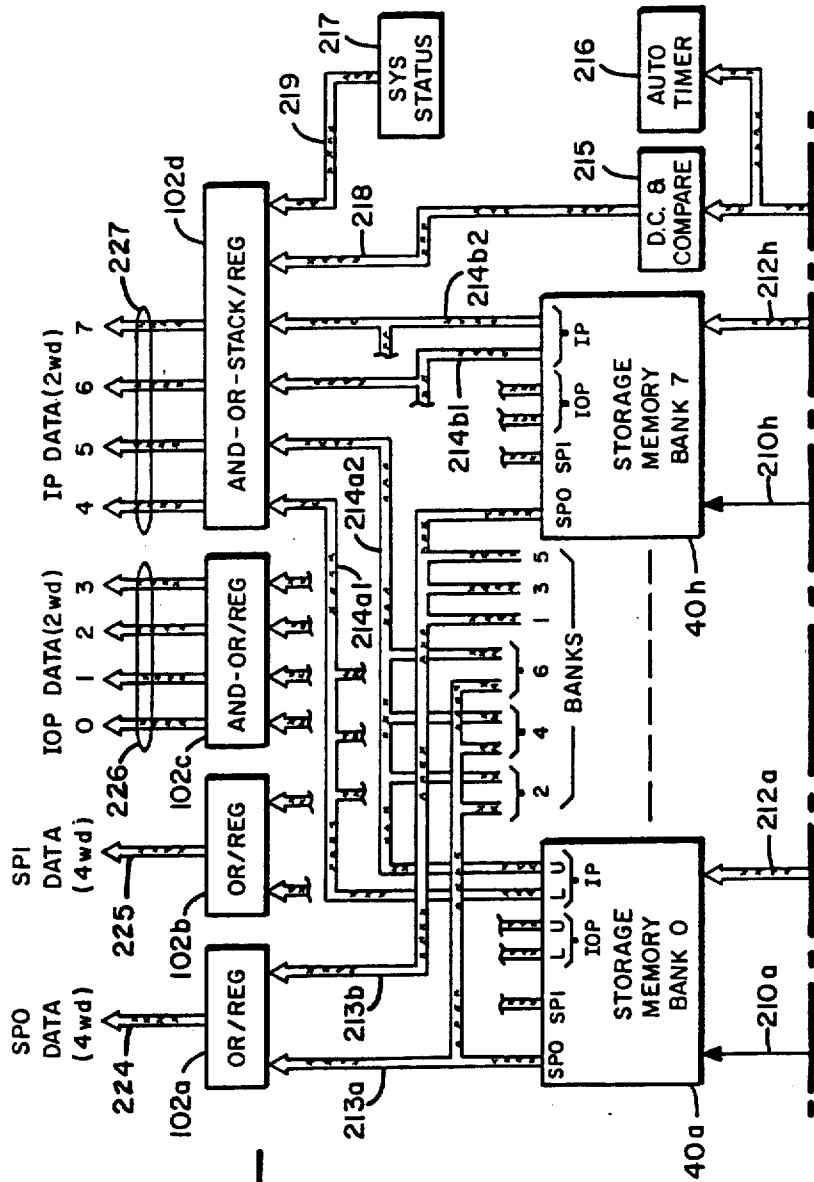 SPO
DATA
(4wd)
SPI
DATA
(4wd)
IOP DATA (2wd)
0 1 2 3
IP DATA (2wd)
4 5 6 7
224
225
226
227
102a
102b
102c
102d
OR/REG
OR/REG
AND-OR/REG
AND-OR-STACK/REG
219
217
SYS
STATUS
218
213a
213b
214a1
214a2
214b1
214b2
215
216
D.C. &
COMPARE
AUTO
TIMER
SPO SPI L U L U
IOP IP
STORAGE
MEMORY
BANK 0
2 4 6 1 3 5
BANKS
SPO SPI IOP IP
STORAGE
MEMORY
BANK 7
40a
210a
212a
40h
210h
212h